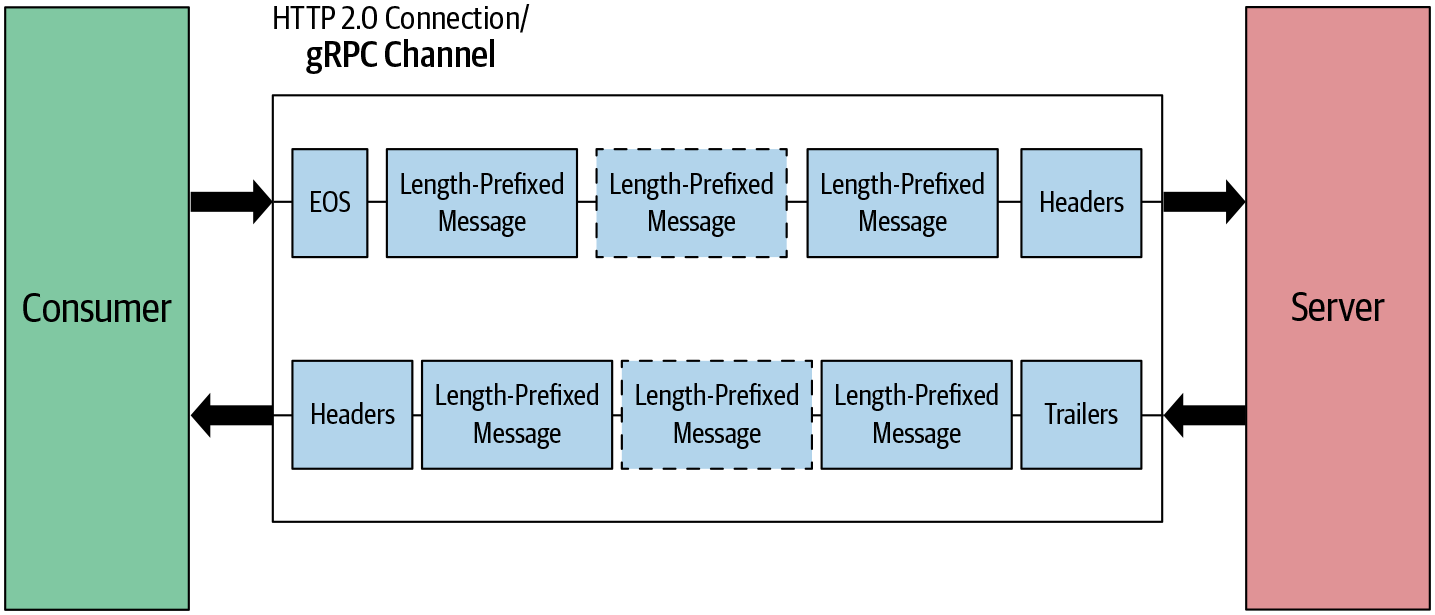 HTTP 2.0 Connection/
gRPC Channel
Consumer
EOS
Length-Prefixed
Message
Length-Prefixed
Message
Length-Prefixed
Message
Headers
Headers
Length-Prefixed
Message
Length-Prefixed
Message
Length-Prefixed
Message
Trailers
Server